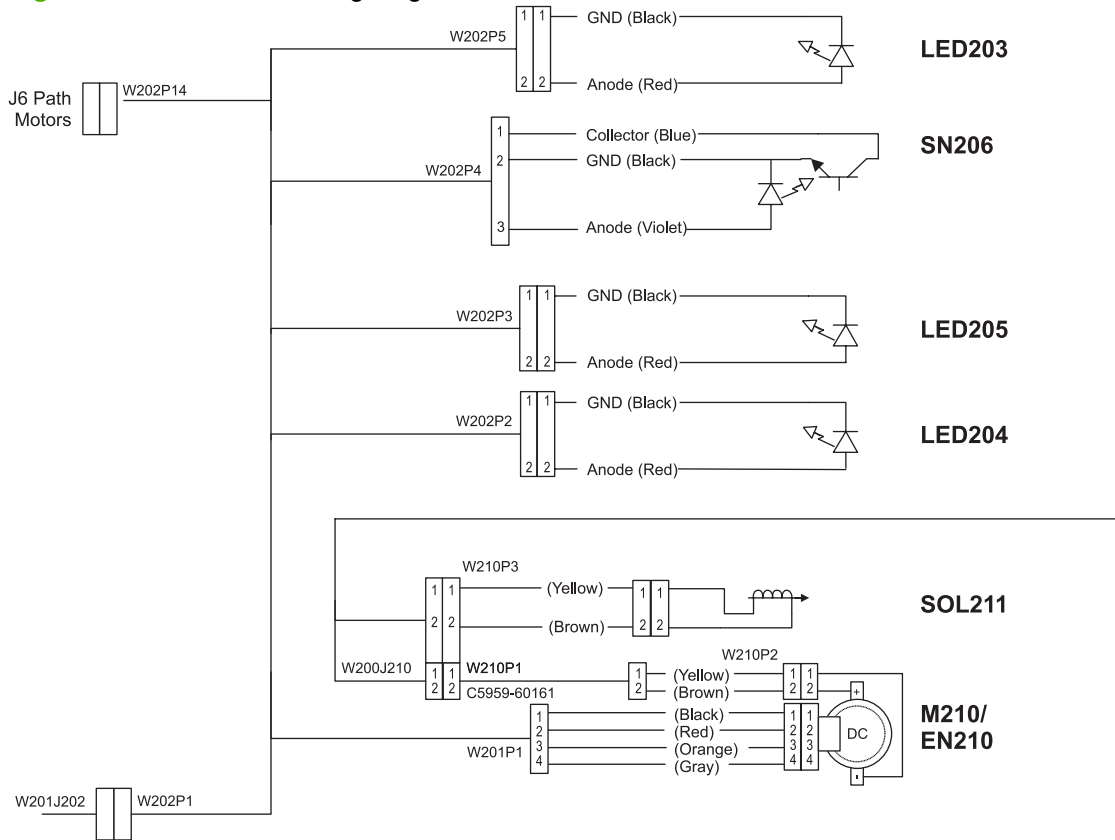 W202P5
1 1
GND (Black)
2 2
Anode (Red)
LED203
J6 Path
Motors
W202P14
W202P4
1
Collector (Blue)
2
GND (Black)
3
Anode (Violet)
SN206
W202P3
1 1
GND (Black)
2 2
Anode (Red)
LED205
W202P2
1 1
GND (Black)
2 2
Anode (Red)
LED204
W210P3
1 1
(Yellow)
1 1
2 2
(Brown)
2 2
SOL211
W200J210
1 1
2 2
W210P1
C5959-60161
1
(Yellow)
2
(Brown)
W210P2
1 1
2 2
+
W201P1
1
(Black)
1 1
2
(Red)
2 2
3
(Orange)
3 3
4
(Gray)
4 4
DC
-
M210/
EN210
W201J202
W202P1